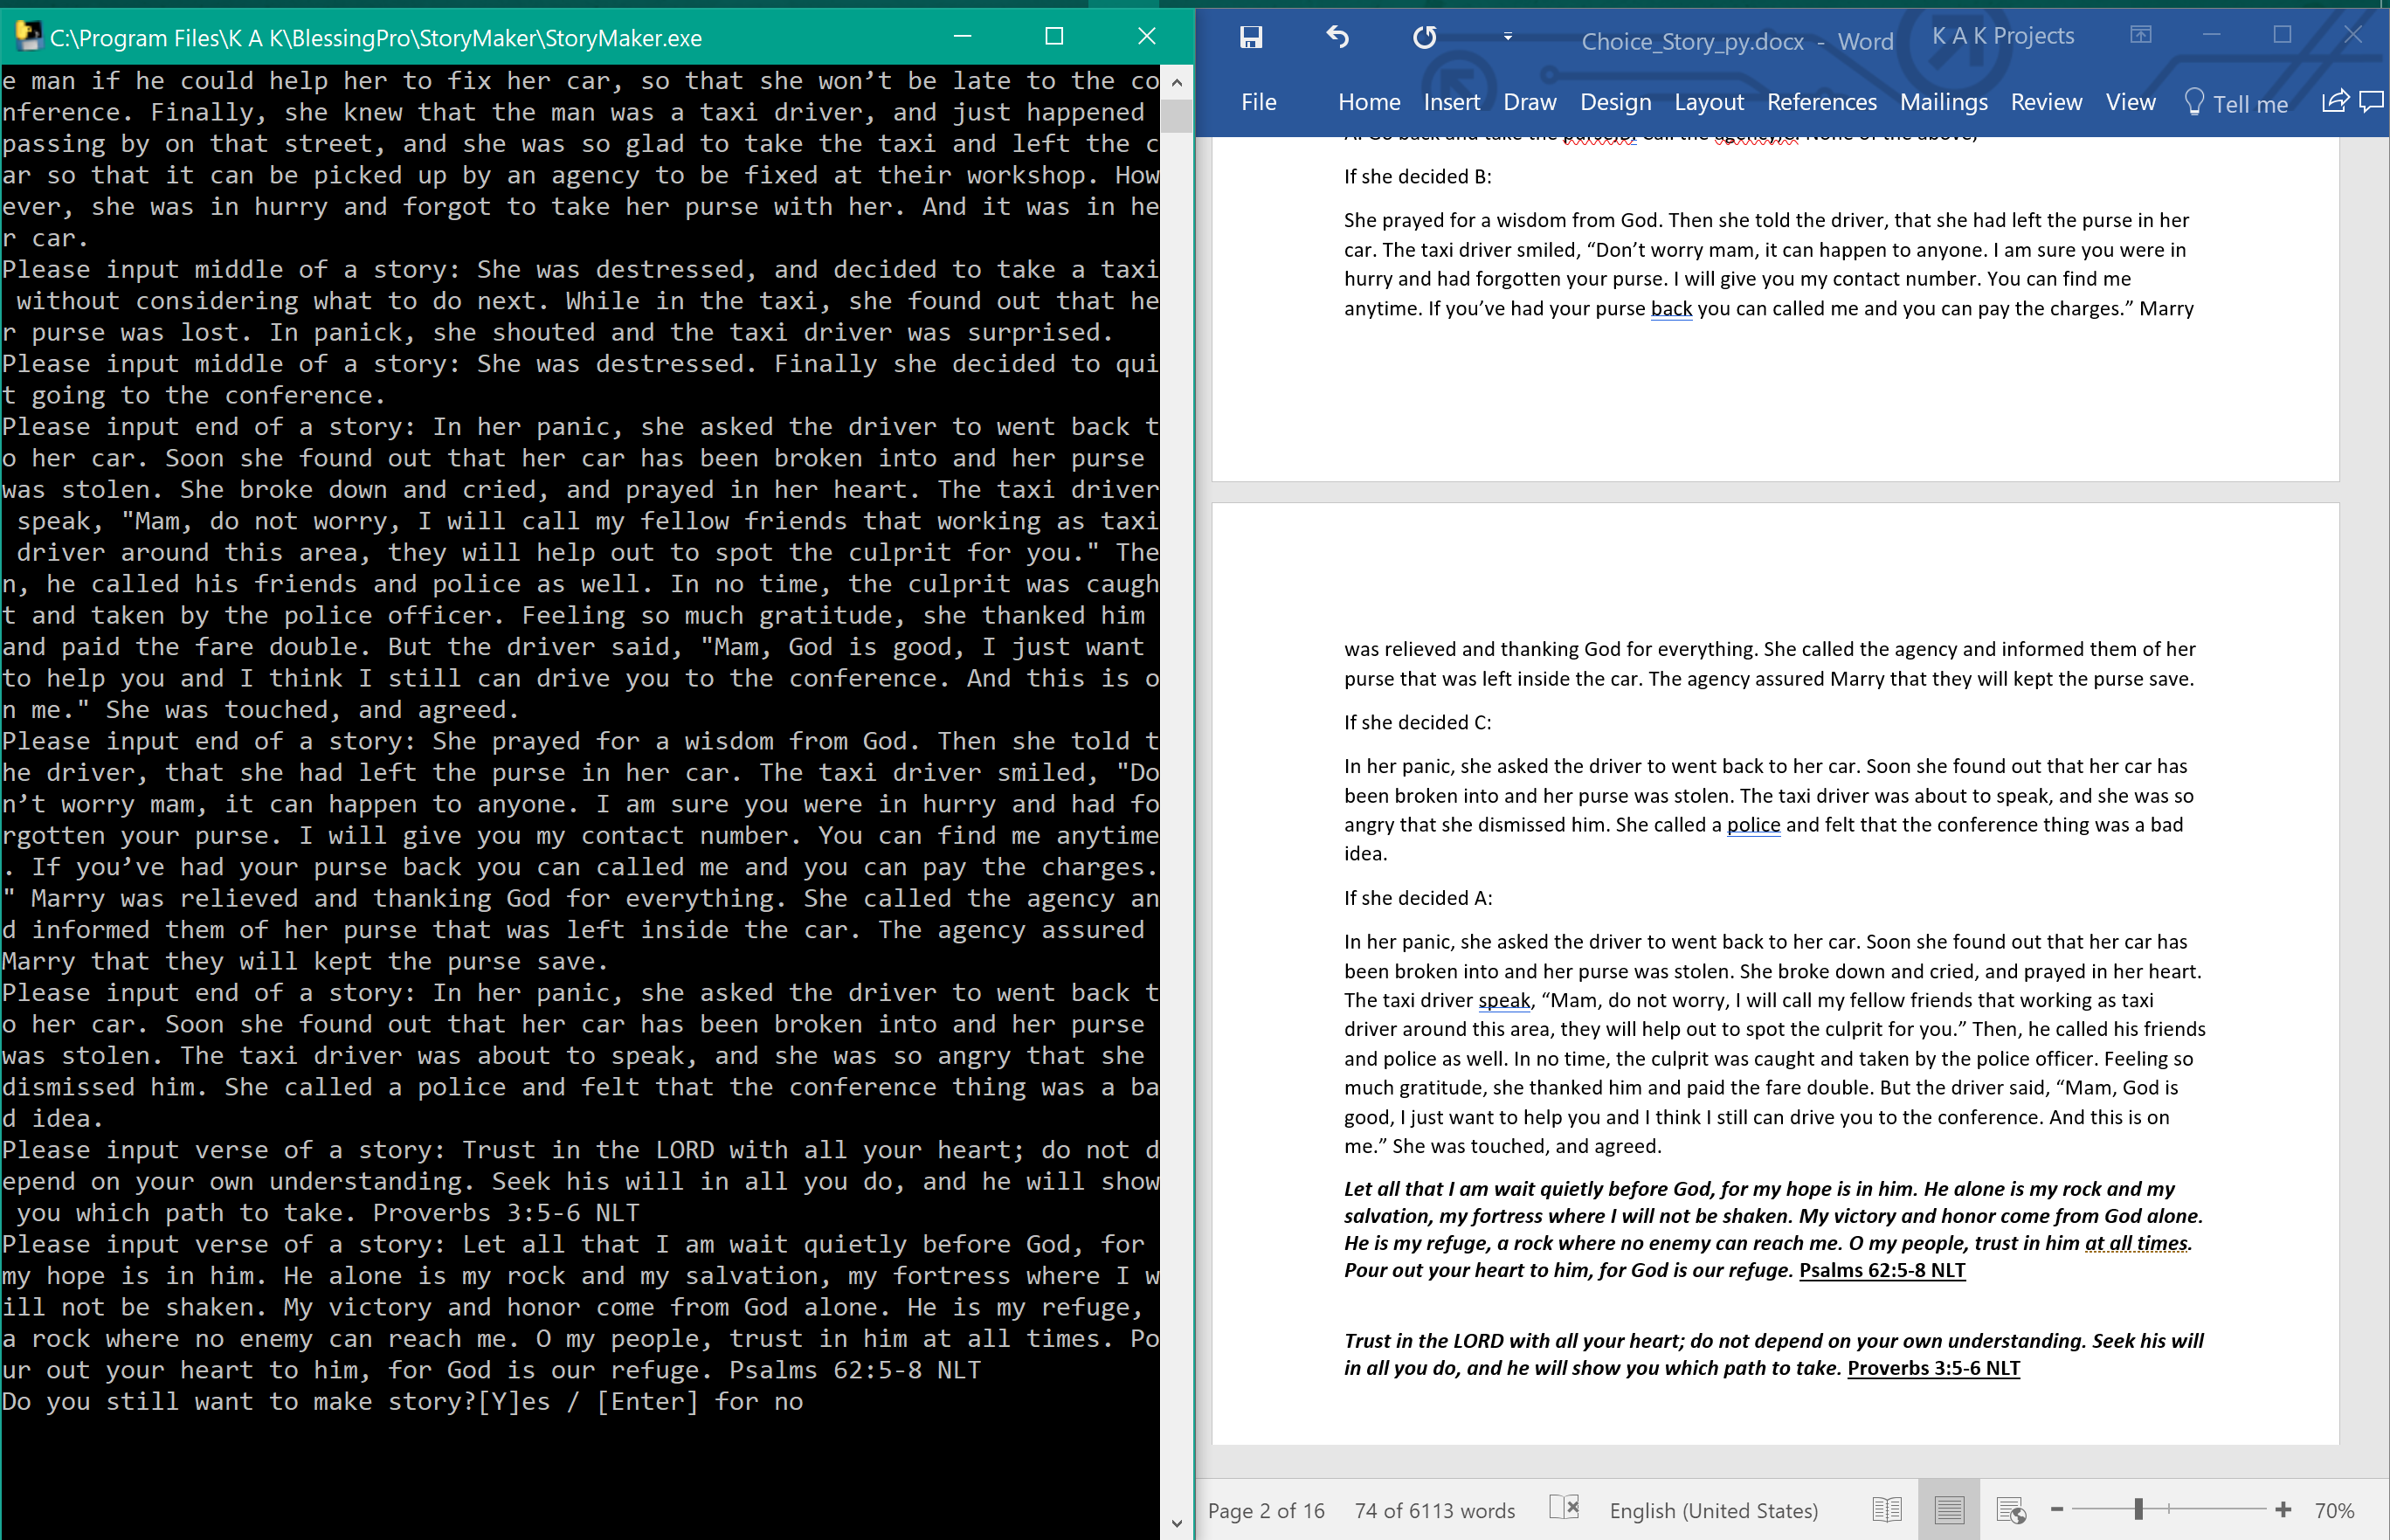 C:\Program Files\K A K\BlessingPro\StoryMaker\StoryMaker.exe
e man if he could help her to fix her car, so that she won’t be late to the co
nference. Finally, she knew that the man was a taxi driver, and just happened
passing by on that street, and she was so glad to take the taxi and left the c
ar so that it can be picked up by an agency to be fixed at their workshop. How
ever, she was in hurry and forgot to take her purse with her. And it was in he
r car.
Please input middle of a story: She was destressed, and decided to take a taxi
without considering what to do next. While in the taxi, she found out that he
r purse was lost. In panick, she shouted and the taxi driver was surprised.
Please input middle of a story: She was destressed. Finally she decided to qui
t going to the conference.
Please input end of a story: In her panic, she asked the driver to went back t
o her car. Soon she found out that her car has been broken into and her purse
was stolen. She broke down and cried, and prayed in her heart. The taxi driver
speak, "Mam, do not worry, I will call my fellow friends that working as taxi
driver around this area, they will help out to spot the culprit for you." The
n, he called his friends and police as well. In no time, the culprit was caugh
t and taken by the police officer. Feeling so much gratitude, she thanked him
and paid the fare double. But the driver said, "Mam, God is good, I just want
to help you and I think I still can drive you to the conference. And this is o
n me." She was touched, and agreed.
Please input end of a story: She prayed for a wisdom from God. Then she told t
he driver, that she had left the purse in her car. The taxi driver smiled, "Do
n’t worry mam, it can happen to anyone. I am sure you were in hurry and had fo
rgotten your purse. I will give you my contact number. You can find me anytime
. If you’ve had your purse back you can called me and you can pay the charges.
" Marry was relieved and thanking God for everything. She called the agency an
d informed them of her purse that was left inside the car. The agency assured
Marry that they will kept the purse save.
Please input end of a story: In her panic, she asked the driver to went back t
o her car. Soon she found out that her car has been broken into and her purse
was stolen. The taxi driver was about to speak, and she was so angry that she
dismissed him. She called a police and felt that the conference thing was a ba
d idea.
Please input verse of a story: Trust in the LORD with all your heart; do not d
epend on your own understanding. Seek his will in all you do, and he will show
you which path to take. Proverbs 3:5-6 NLT
Please input verse of a story: Let all that I am wait quietly before God, for
my hope is in him. He alone is my rock and my salvation, my fortress where I w
ill not be shaken. My victory and honor come from God alone. He is my refuge,
a rock where no enemy can reach me. O my people, trust in him at all times. Po
ur out your heart to him, for God is our refuge. Psalms 62:5-8 NLT
Do you still want to make story?[Y]es / [Enter] for no
Choice_Story_py.docx - Word K A K Projects
File Home Insert Draw Design Layout References Mailings Review View Tell me
A. Go back and take the purse;B. Call the agency;C. None of the above)
If she decided B:
She prayed for a wisdom from God. Then she told the driver, that she had left the purse in her
car. The taxi driver smiled, “Don’t worry mam, it can happen to anyone. I am sure you were in
hurry and had forgotten your purse. I will give you my contact number. You can find me
anytime. If you’ve had your purse back you can called me and you can pay the charges.” Marry
was relieved and thanking God for everything. She called the agency and informed them of her
purse that was left inside the car. The agency assured Marry that they will kept the purse save.
If she decided C:
In her panic, she asked the driver to went back to her car. Soon she found out that her car has
been broken into and her purse was stolen. The taxi driver was about to speak, and she was so
angry that she dismissed him. She called a police and felt that the conference thing was a bad
idea.
If she decided A:
In her panic, she asked the driver to went back to her car. Soon she found out that her car has
been broken into and her purse was stolen. She broke down and cried, and prayed in her heart.
The taxi driver speak, “Mam, do not worry, I will call my fellow friends that working as taxi
driver around this area, they will help out to spot the culprit for you.” Then, he called his friends
and police as well. In no time, the culprit was caught and taken by the police officer. Feeling so
much gratitude, she thanked him and paid the fare double. But the driver said, “Mam, God is
good, I just want to help you and I think I still can drive you to the conference. And this is on
me.” She was touched, and agreed.
Let all that I am wait quietly before God, for my hope is in him. He alone is my rock and my
salvation, my fortress where I will not be shaken. My victory and honor come from God alone.
He is my refuge, a rock where no enemy can reach me. O my people, trust in him at all times.
Pour out your heart to him, for God is our refuge. Psalms 62:5-8 NLT
Trust in the LORD with all your heart; do not depend on your own understanding. Seek his will
in all you do, and he will show you which path to take. Proverbs 3:5-6 NLT
Page 2 of 16 74 of 6113 words English (United States) 70%